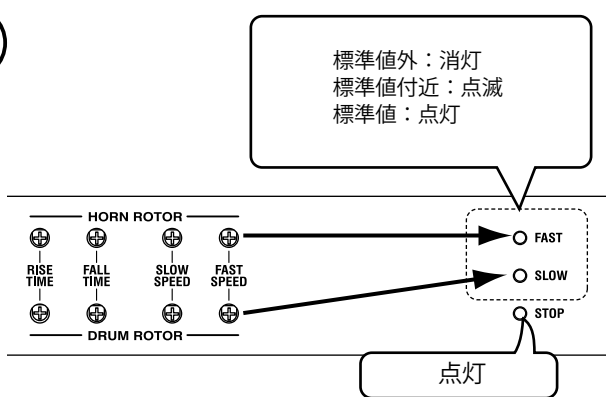 標準値外：消灯
標準値付近：点滅
標準値：点灯
HORN ROTOR
RISE TIME
FALL TIME
SLOW SPEED
FAST SPEED
DRUM ROTOR
FAST
SLOW
STOP
点灯